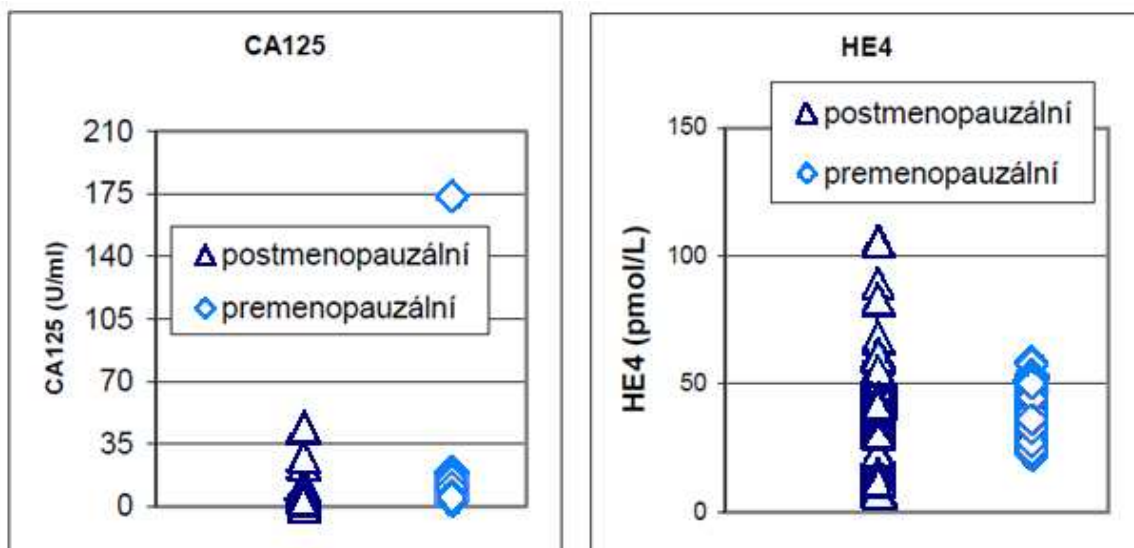 CA125
210
175
140
105
70
35
0
CA125 (U/ml)
postmenopauzální
premenopauzální
HE4
150
100
50
0
HE4 (pmol/L)
postmenopauzální
premenopauzální